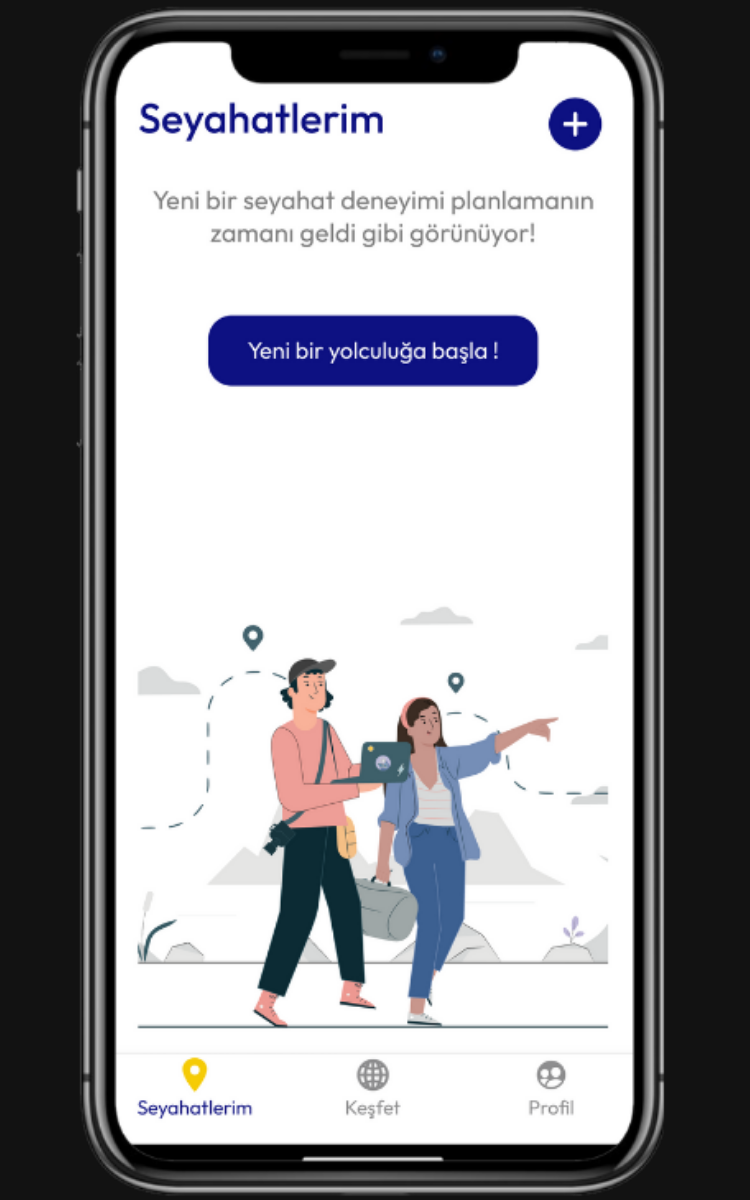 Seyahatlerim
Yeni bir seyahat deneyimi planlamanın
zamanı geldi gibi görünüyor!
Yeni bir yolculuğa başla !
Seyahatlerim
Keşfet
Profil